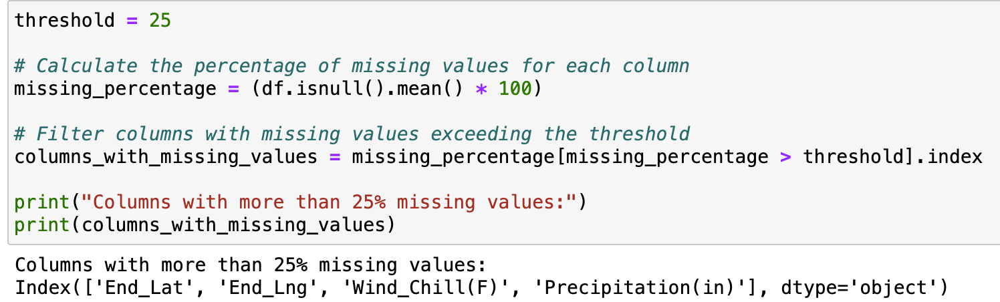 threshold = 25
# Calculate the percentage of missing values for each column
missing_percentage = (df.isnull().mean() * 100)
# Filter columns with missing values exceeding the threshold
columns_with_missing_values = missing_percentage[missing_percentage > threshold].index
print("Columns with more than 25% missing values:")
print(columns_with_missing_values)
Columns with more than 25% missing values:
Index(['End_Lat', 'End_Lng', 'Wind_Chill(F)', 'Precipitation(in)'], dtype='object')